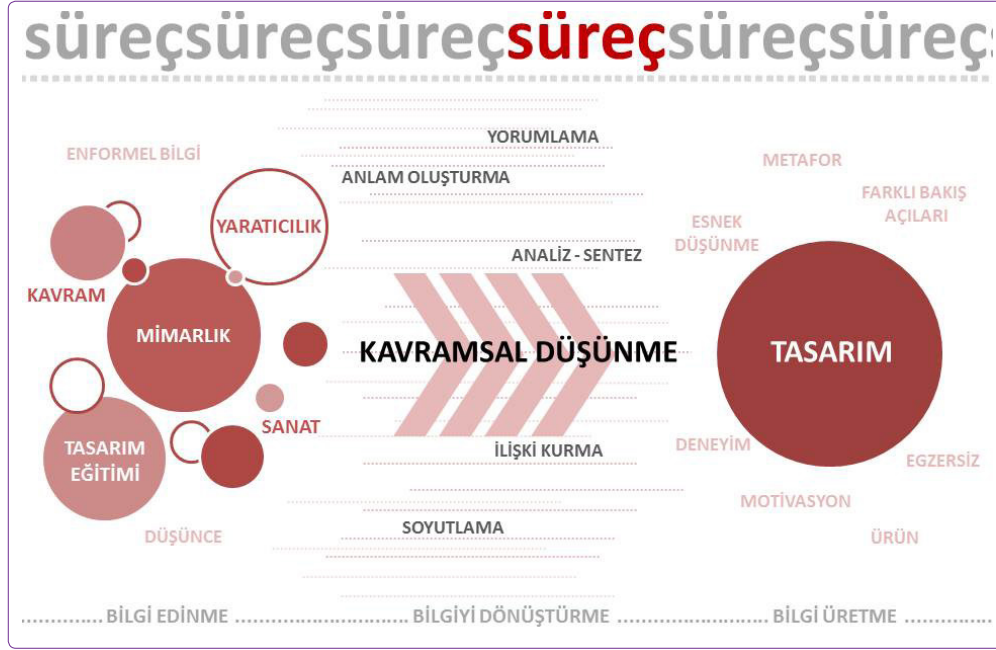 süreçsüreçsüreçsüreçsüreçsüreçs
YORUMLAMA
ENFORMEL BİLGİ
ANLAM OLUŞTURMA
METAFOR
FARKLI BAKIŞ
AÇILARI
YARATICILIK
ESNEK
DÜŞÜNME
ANALİZ - SENTEZ
KAVRAM
MİMARLIK
KAVRAMSAL DÜŞÜNME
TASARIM
SANAT
TASARIM
EĞİTİMİ
İLİŞKİ KURMA
DENEYİM
EGZERSİZ
MOTİVASYON
SOYUTLAMA
DÜŞÜNCE
ÜRÜN
BİLGİ EDİNME
BİLGİYİ DÖNÜŞTÜRME
BİLGİ ÜRETME